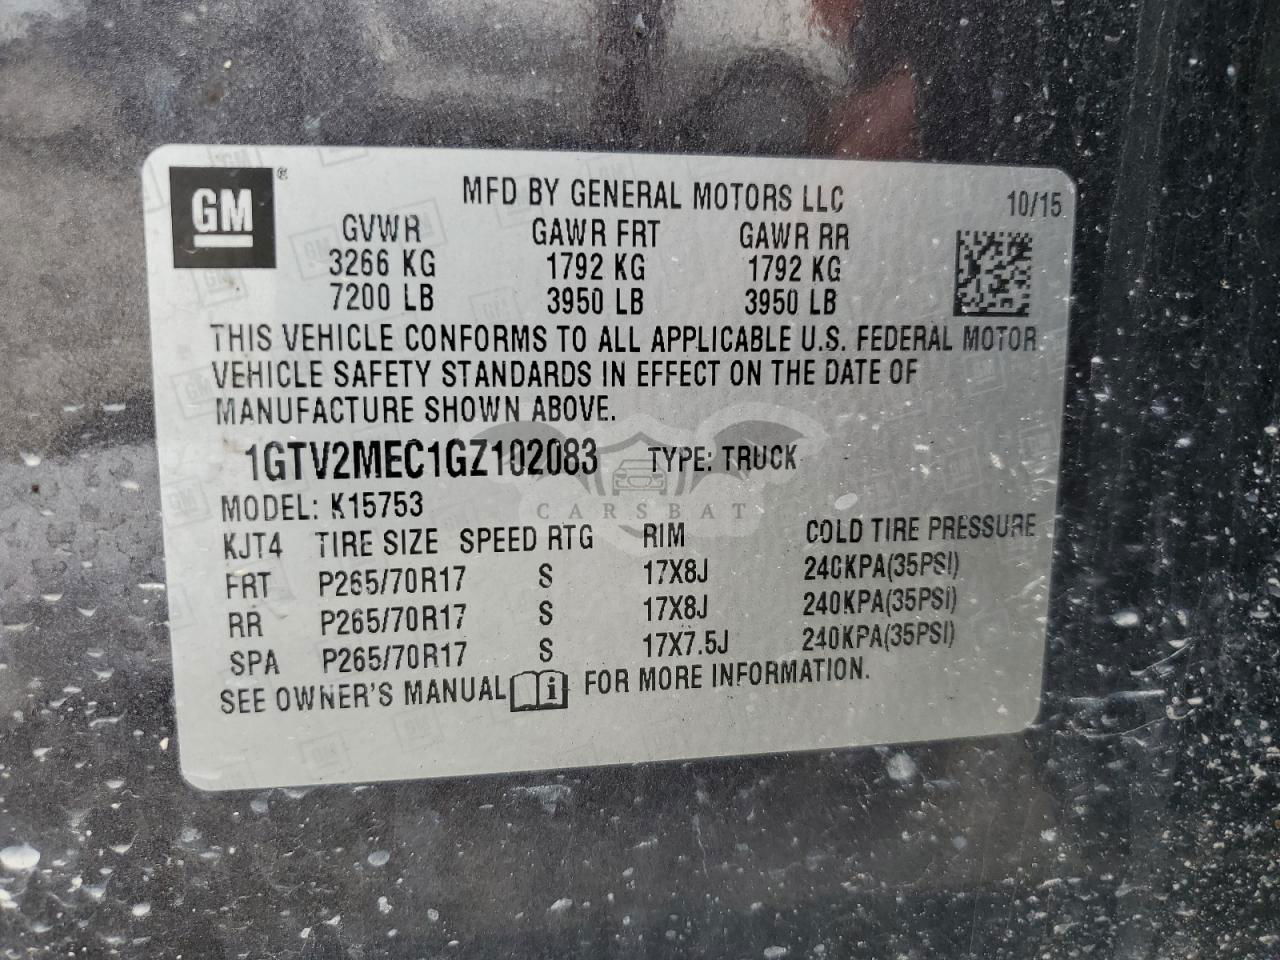 GM ®
MFD BY GENERAL MOTORS LLC 10/15
GVWR GAWR FRT GAWR RR
3266 KG 1792 KG 1792 KG
7200 LB 3950 LB 3950 LB
THIS VEHICLE CONFORMS TO ALL APPLICABLE U.S. FEDERAL MOTOR
VEHICLE SAFETY STANDARDS IN EFFECT ON THE DATE OF
MANUFACTURE SHOWN ABOVE.
1GTV2MEC1GZ102083 TYPE: TRUCK
MODEL: K15753
CARSBAT
KJT4 TIRE SIZE SPEED RTG RIM COLD TIRE PRESSURE
FRT P265/70R17 S 17X8J 240KPA(35PSI)
RR P265/70R17 S 17X8J 240KPA(35PSI)
SPA P265/70R17 S 17X7.5J 240KPA(35PSI)
SEE OWNER'S MANUAL i FOR MORE INFORMATION.